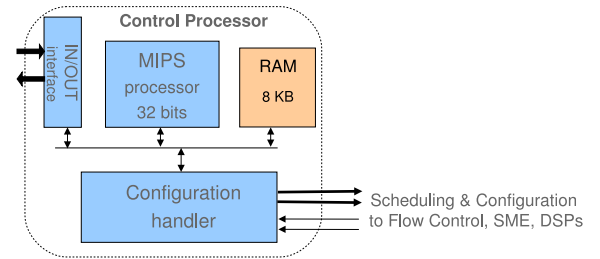 Control Processor
IN/OUT
interface
MIPS
processor
32 bits
RAM
8 KB
Configuration
handler
Scheduling & Configuration
to Flow Control, SME, DSPs